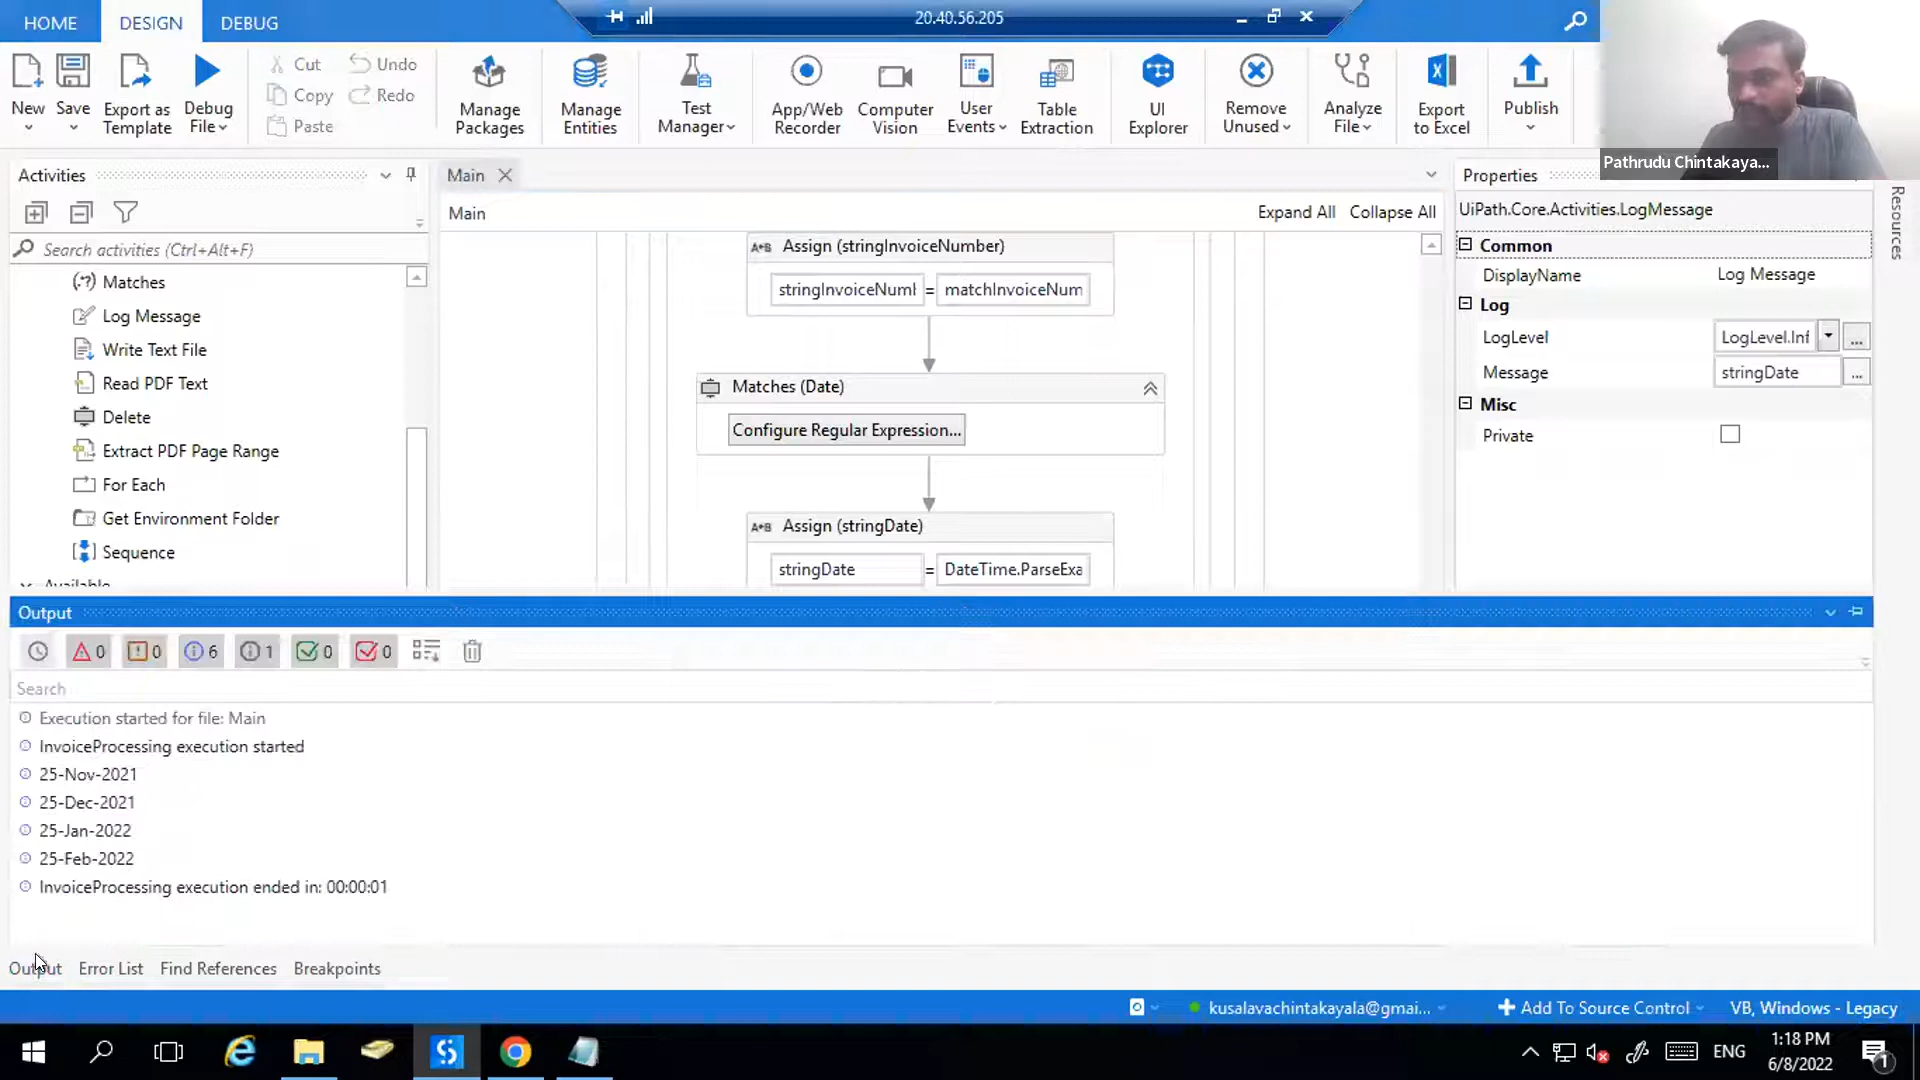 HOME DESIGN DEBUG
20.40.56.205
Pathrudu Chintakaya...
New Save Export as Template Debug File
Cut Copy Paste
Undo Redo
Manage Packages
Manage Entities
Test Manager
App/Web Recorder
Computer Vision
User Events
Table Extraction
UI Explorer
Remove Unused
Analyze File
Export to Excel
Publish
Activities
Search activities (Ctrl+Alt+F)
Matches
Log Message
Write Text File
Read PDF Text
Delete
Extract PDF Page Range
For Each
Get Environment Folder
Sequence
Available
Main
Main Expand All Collapse All
A+B Assign (stringInvoiceNumber)
stringInvoiceNuml = matchInvoiceNum
Matches (Date)
Configure Regular Expression...
A+B Assign (stringDate)
stringDate = DateTime.ParseExa
Properties
UiPath.Core.Activities.LogMessage
Common
DisplayName Log Message
Log
LogLevel LogLevel.Inf ...
Message stringDate ...
Misc
Private
Resources
Output
0 0 6 1 0 0
Search
Execution started for file: Main
InvoiceProcessing execution started
25-Nov-2021
25-Dec-2021
25-Jan-2022
25-Feb-2022
InvoiceProcessing execution ended in: 00:00:01
Output Error List Find References Breakpoints
kusalavachintakayala@gmai... Add To Source Control VB, Windows - Legacy
ENG
1:18 PM
6/8/2022
1